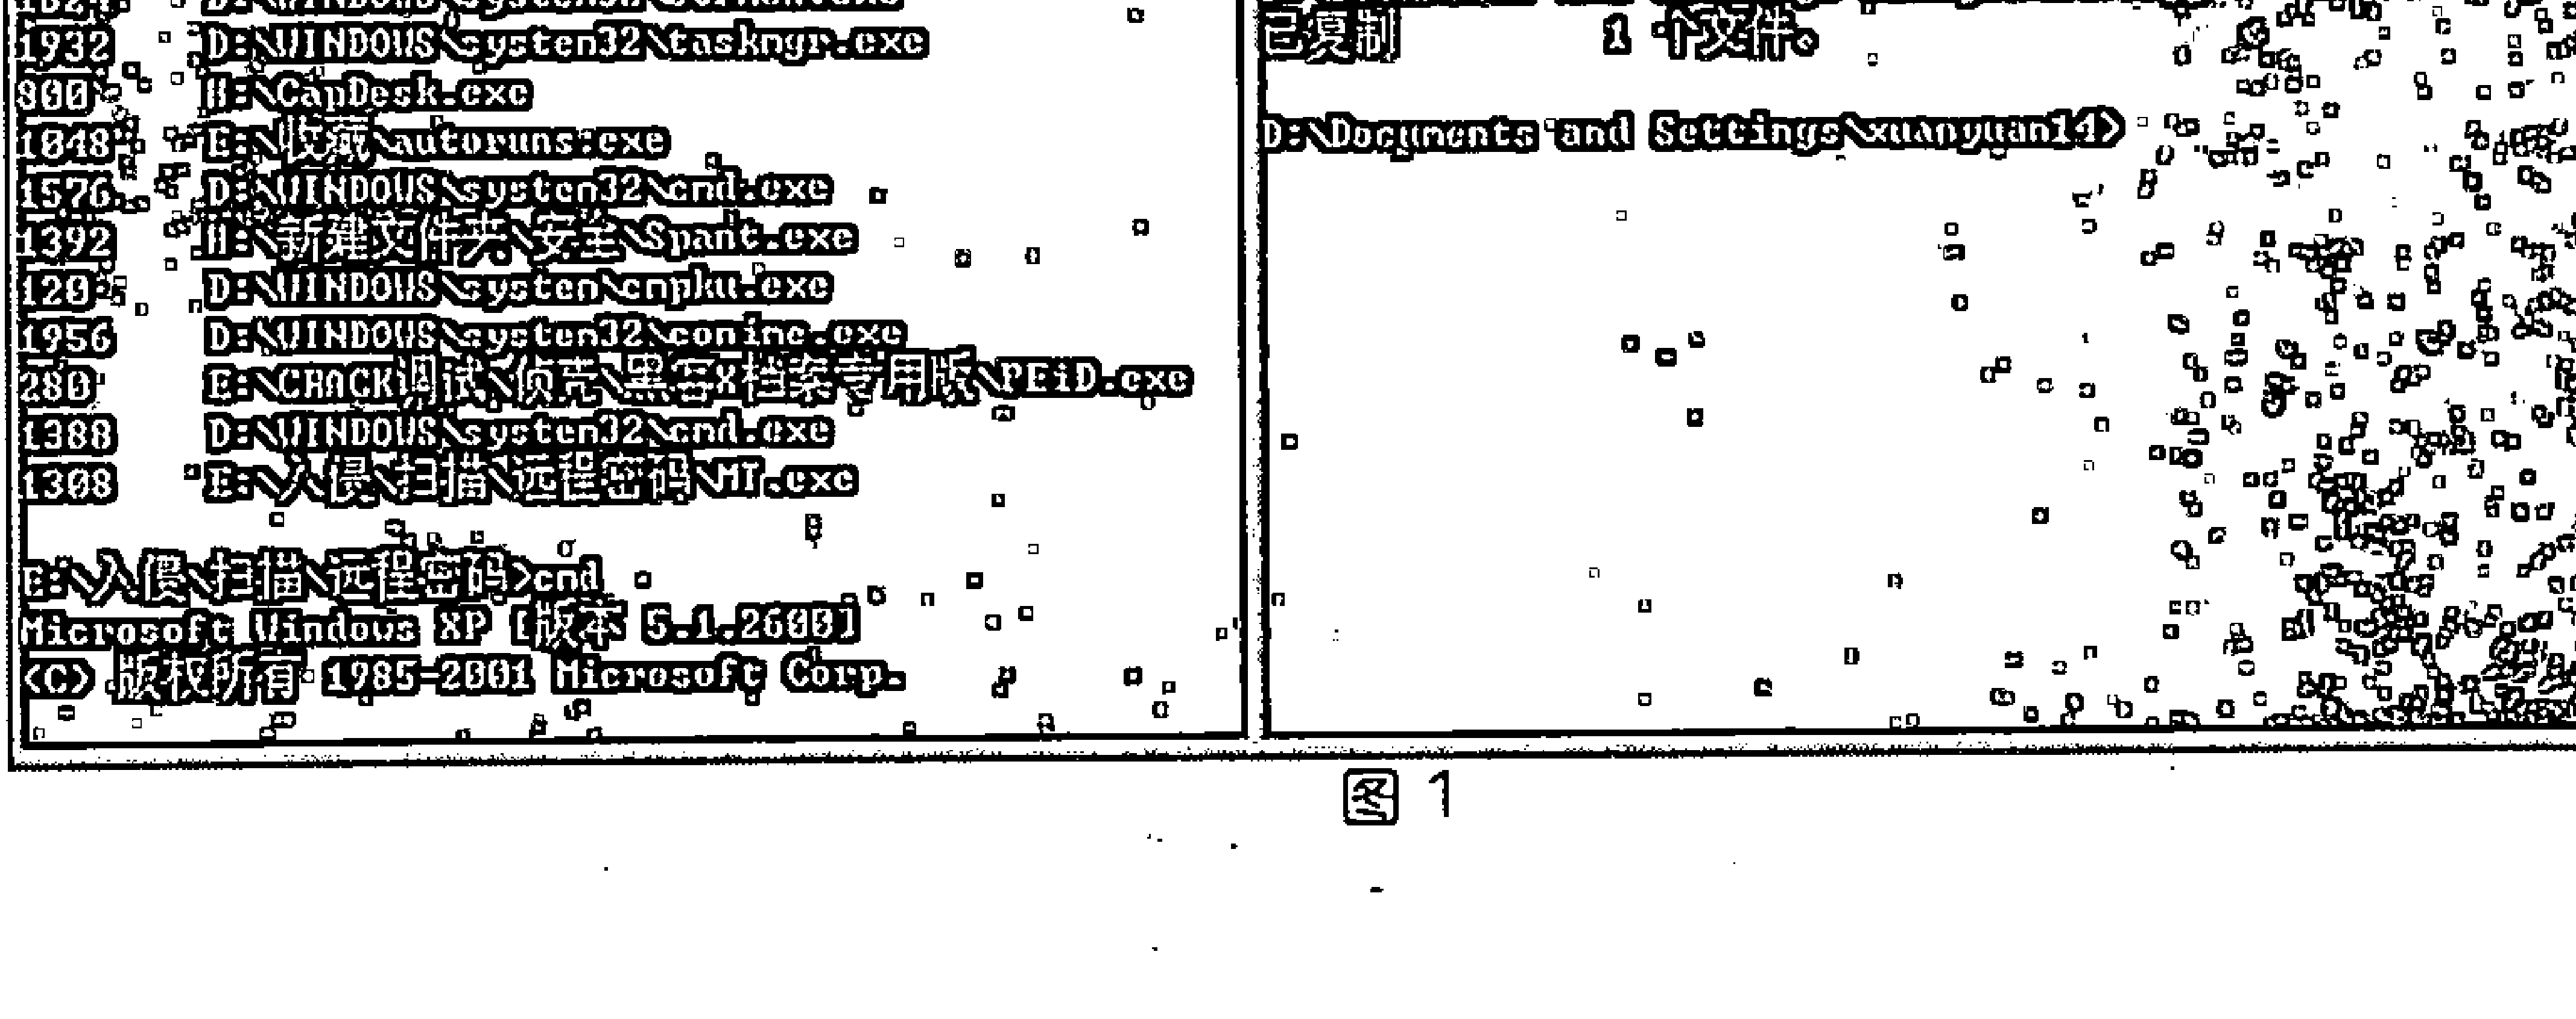 1932 D:\WINDOWS\system32\taskmgr.exe
800 H:\CapDesk.exe
1048 E:\收藏\autoruns.exe
1576 D:\WINDOWS\system32\cmd.exe
1392 H:\新建文件夹\安全\Spant.exe
120 D:\WINDOWS\system\cmpku.exe
1956 D:\WINDOWS\system32\conime.exe
280 E:\CRACK调试\侦壳\黑客X档案专用版\PEiD.exe
1388 D:\WINDOWS\system32\cmd.exe
1308 E:\入侵\扫描\远程密码\MT.exe
E:\入侵\扫描\远程密码>cmd
Microsoft Windows XP [版本 5.1.2600]
(C) 版权所有 1985-2001 Microsoft Corp.
已复制 1 个文件。
D:\Documents and Settings\xuanyuan14>
图 1